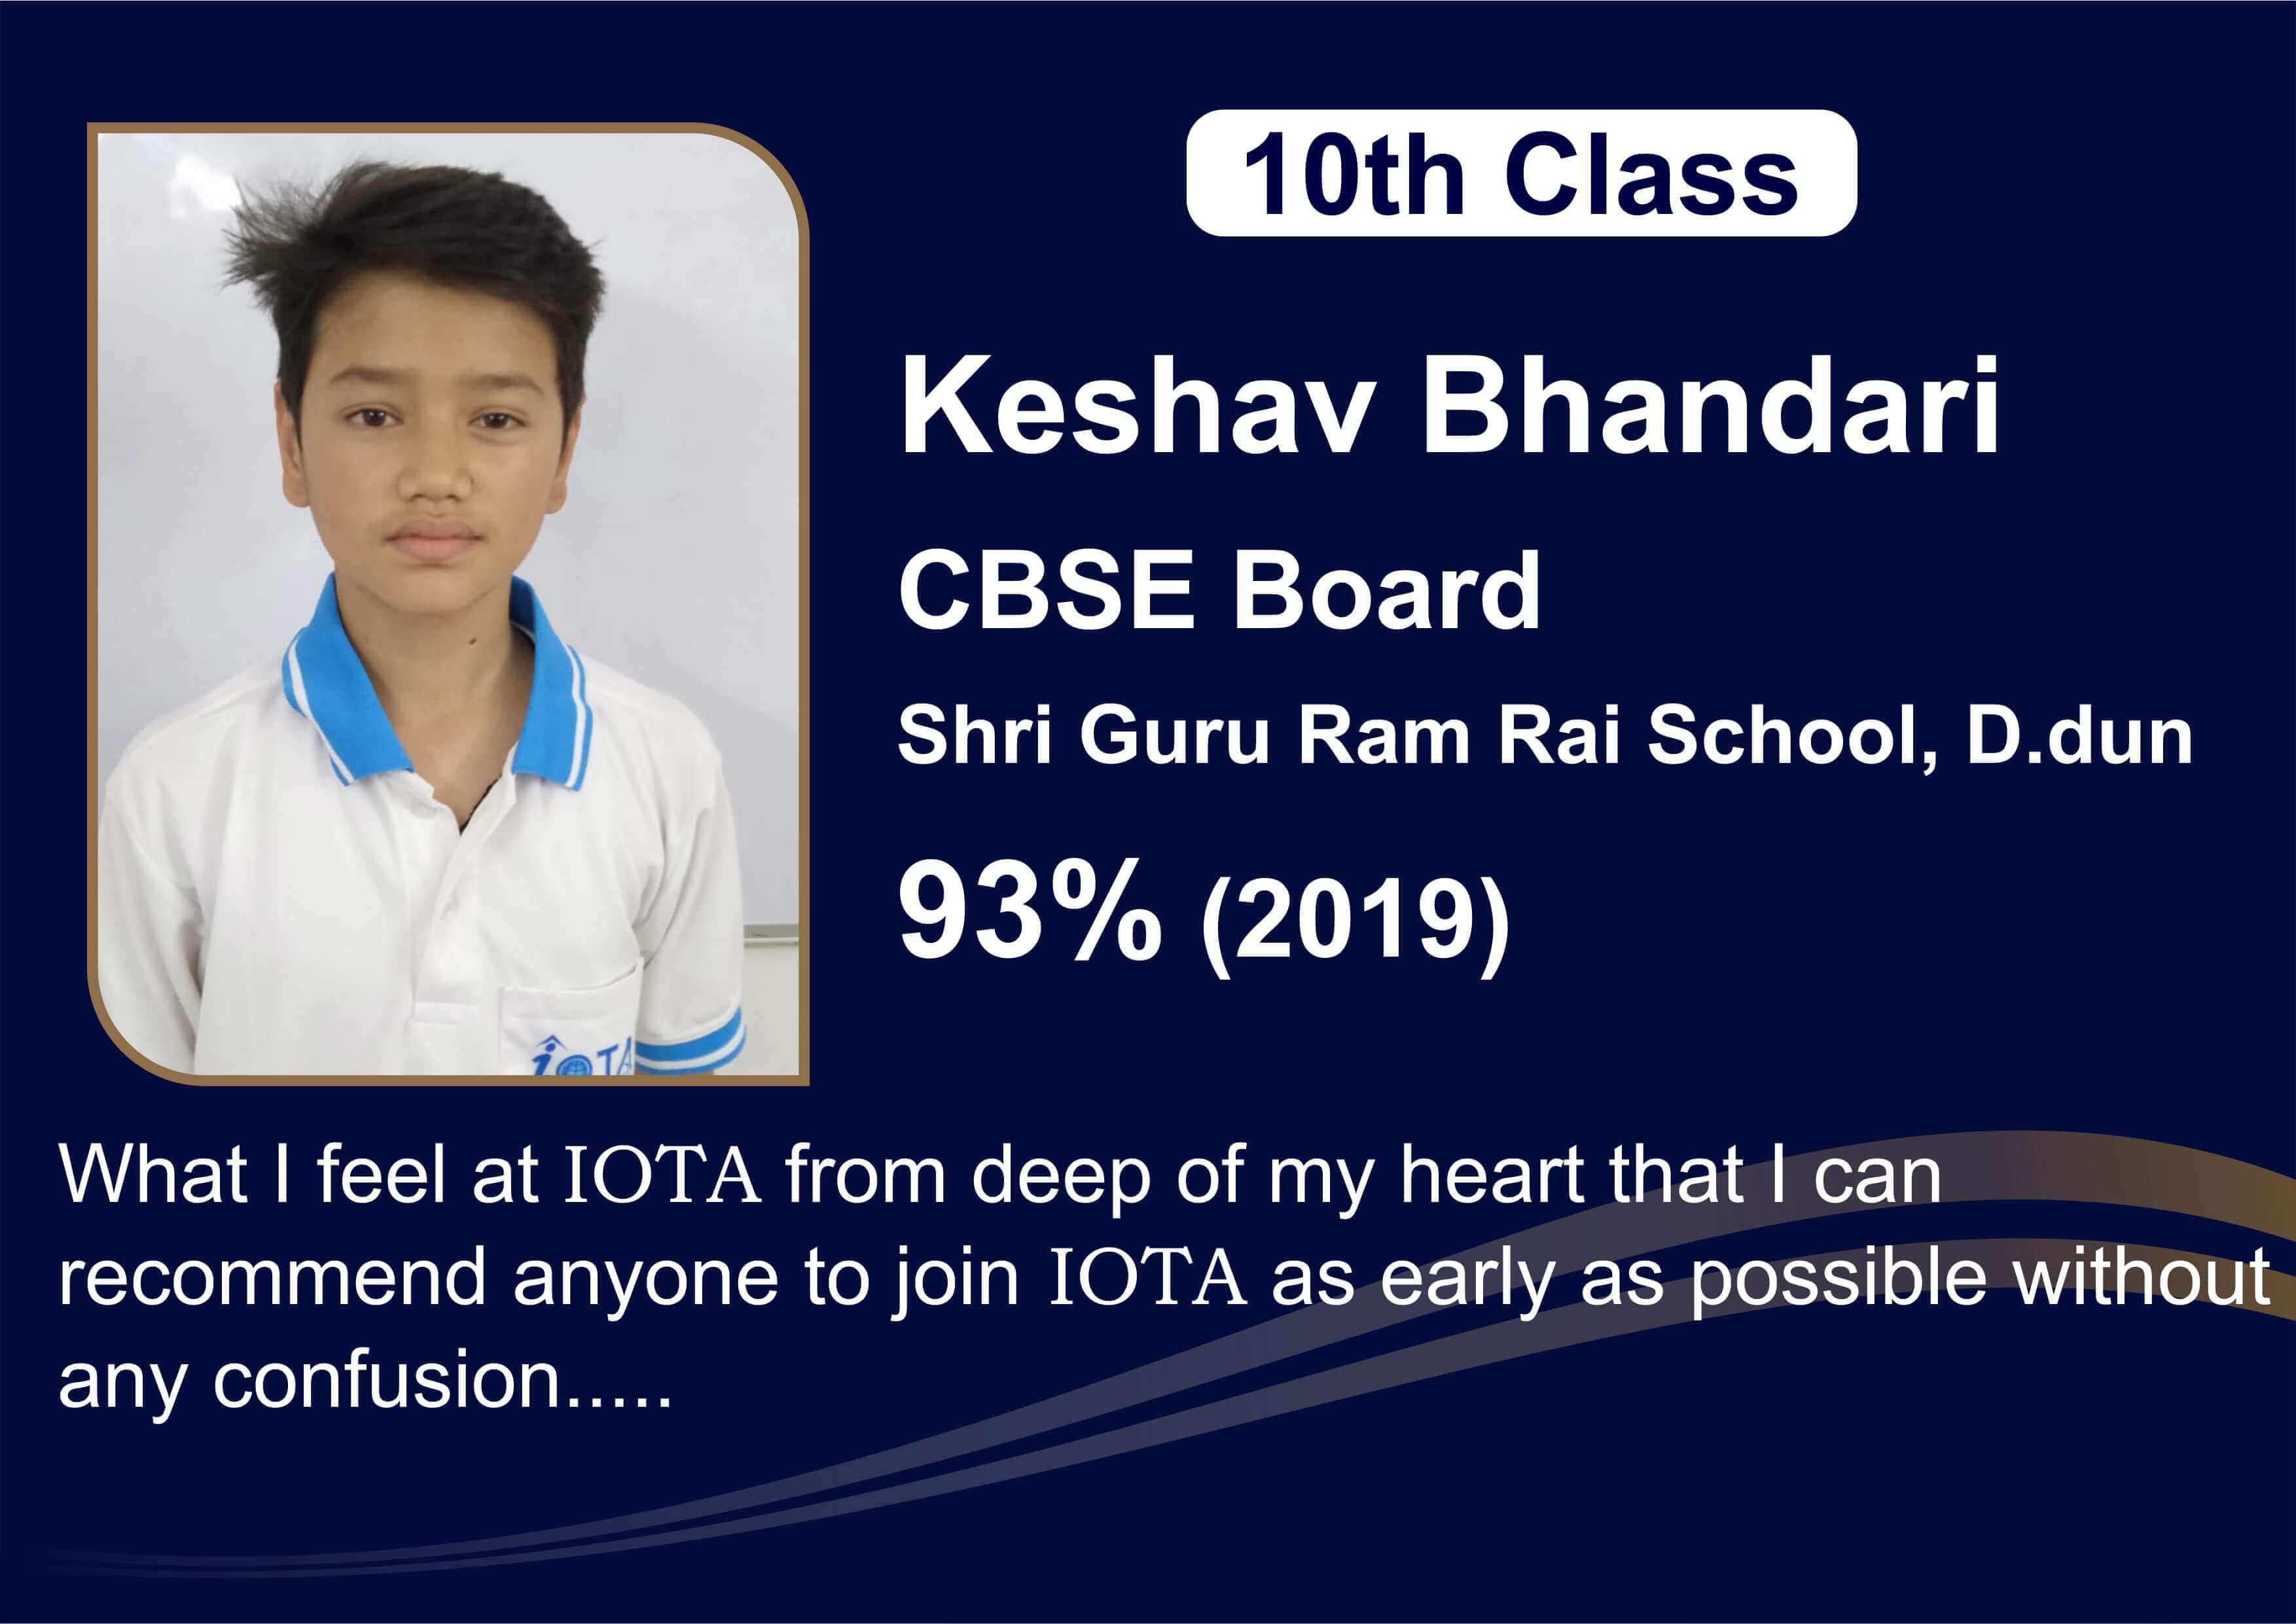 10th Class
Keshav Bhandari
CBSE Board
Shri Guru Ram Rai School, D.dun
93% (2019)
iOTA
What I feel at IOTA from deep of my heart that I can
recommend anyone to join IOTA as early as possible without
any confusion.....